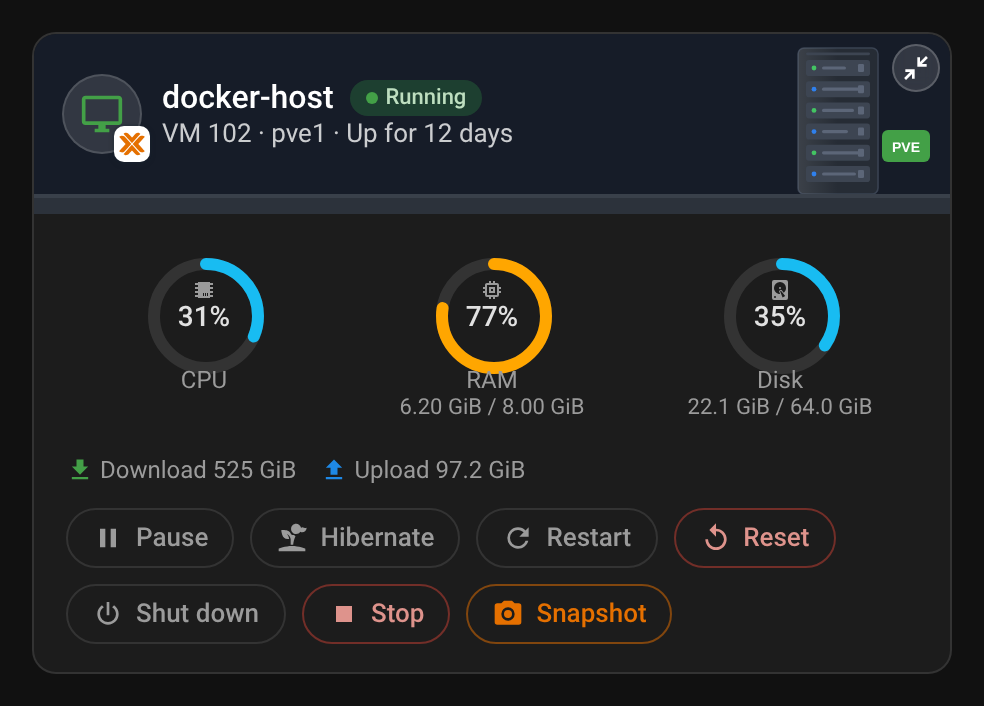 docker-host
Running
VM 102 · pve1 · Up for 12 days
PVE
31%
CPU
77%
RAM
6.20 GiB / 8.00 GiB
35%
Disk
22.1 GiB / 64.0 GiB
Download 525 GiB
Upload 97.2 GiB
Pause
Hibernate
Restart
Reset
Shut down
Stop
Snapshot